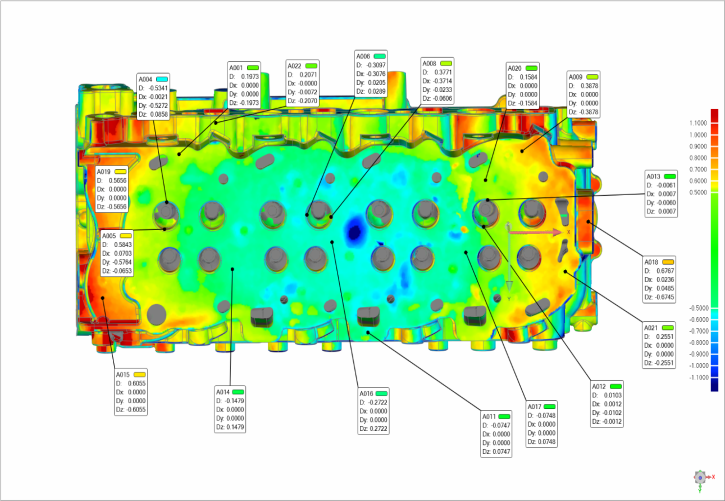 A006
D: -0.3097
Dx: -0.3076
Dy: 0.0205
Dz: 0.0289
A008
D: 0.3771
Dx: -0.3714
Dy: -0.0233
Dz: -0.0606
A001
D: 0.1973
Dx: 0.0000
Dy: 0.0000
Dz: -0.1973
A022
D: 0.2071
Dx: -0.0000
Dy: -0.0072
Dz: -0.2070
A020
D: 0.1584
Dx: 0.0000
Dy: 0.0000
Dz: -0.1584
A004
D: -0.5341
Dx: -0.0021
Dy: -0.5272
Dz: 0.0856
A009
D: 0.3878
Dx: 0.0000
Dy: 0.0000
Dz: -0.3878
A019
D: 0.5656
Dx: 0.0000
Dy: 0.0000
Dz: -0.5656
A013
D: -0.0061
Dx: 0.0007
Dy: -0.0060
Dz: 0.0007
A005
D: 0.5843
Dx: 0.0703
Dy: -0.5764
Dz: -0.0653
A018
D: 0.6767
Dx: 0.0236
Dy: 0.0485
Dz: -0.6745
A021
D: 0.2551
Dx: 0.0000
Dy: 0.0000
Dz: -0.2551
A015
D: 0.6055
Dx: 0.0000
Dy: 0.0000
Dz: -0.6055
A014
D: -0.1479
Dx: 0.0000
Dy: 0.0000
Dz: 0.1479
A016
D: -0.2722
Dx: 0.0000
Dy: 0.0000
Dz: 0.2722
A011
D: -0.0747
Dx: 0.0000
Dy: 0.0000
Dz: 0.0747
A017
D: -0.0748
Dx: 0.0000
Dy: 0.0000
Dz: 0.0748
A012
D: 0.0103
Dx: 0.0012
Dy: -0.0102
Dz: -0.0012
1.1000
1.0000
0.9000
0.8000
0.7000
0.6000
0.5000
-0.5000
-0.6000
-0.7000
-0.8000
-0.9000
-1.0000
-1.1000
X
Y
X